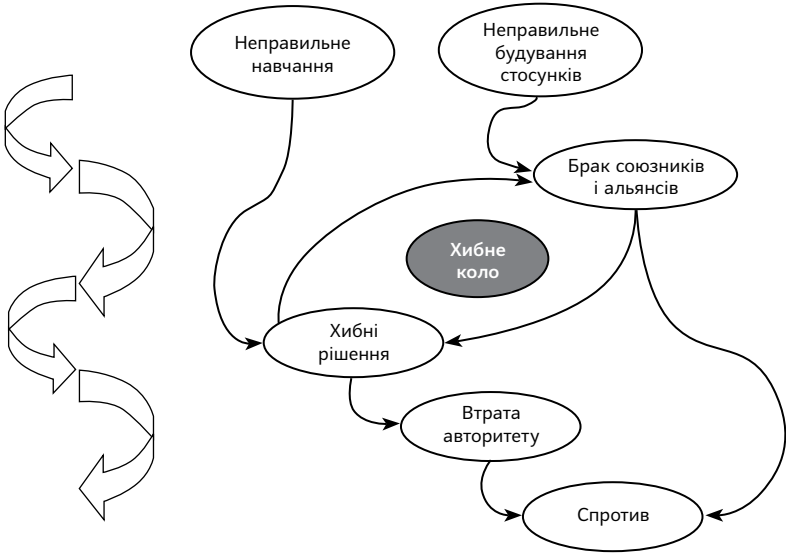 Неправильне
навчання
Неправильне
будування
стосунків
Брак союзників
і альянсів
Хибне
коло
Хибні
рішення
Втрата
авторитету
Спротив